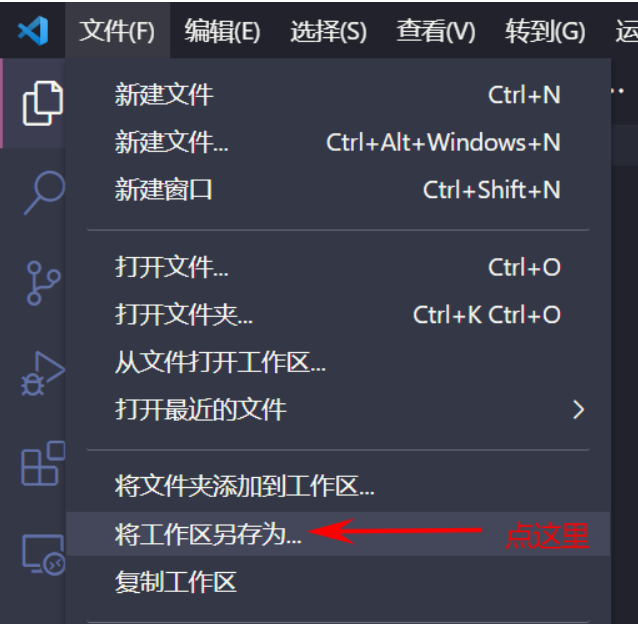 文件(F) 编辑(E) 选择(S) 查看(V) 转到(G) 运
新建文件 Ctrl+N
新建文件... Ctrl+Alt+Windows+N
新建窗口 Ctrl+Shift+N
打开文件... Ctrl+O
打开文件夹... Ctrl+K Ctrl+O
从文件打开工作区...
打开最近的文件
将文件夹添加到工作区...
将工作区另存为... 点这里
复制工作区